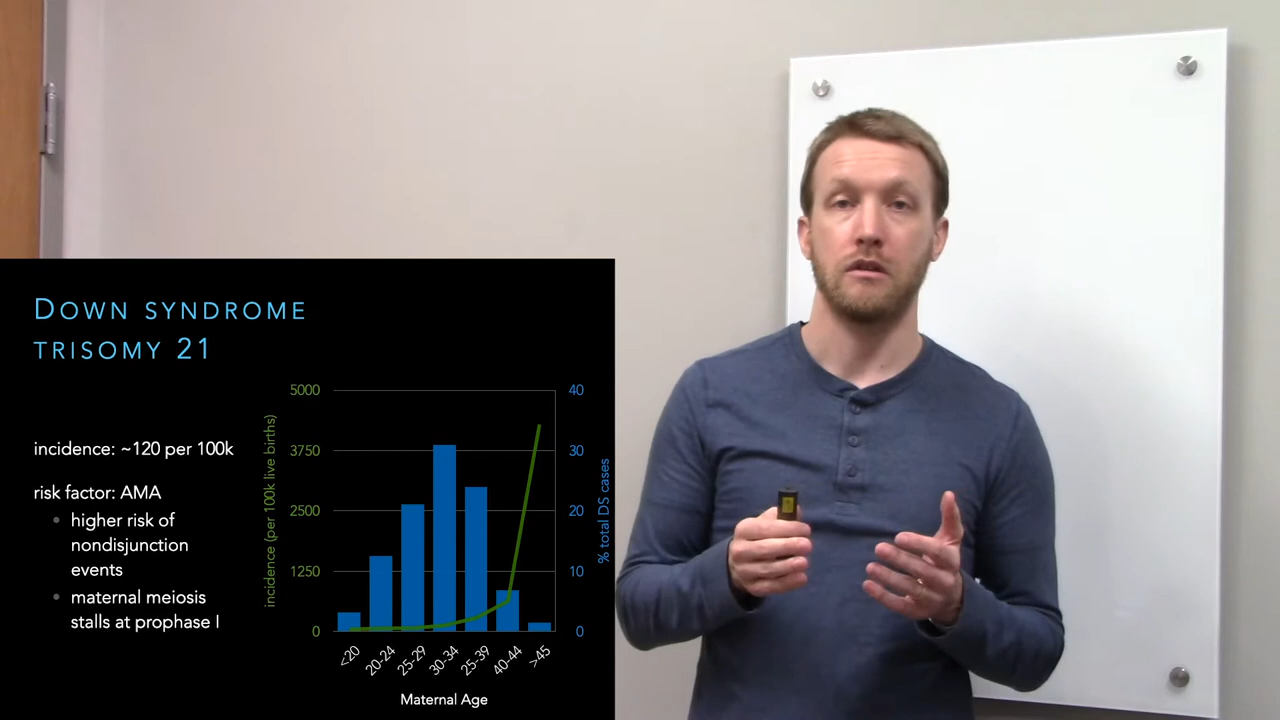 DOWN SYNDROME
TRISOMY 21
incidence: ~120 per 100k
risk factor: AMA
• higher risk of
nondisjunction
events
• maternal meiosis
stalls at prophase I
incidence (per 100k live births)
5000
3750
2500
1250
0
40
30
20
10
0
% total DS cases
<20
20-24
25-29
30-34
25-39
40-44
>45
Maternal Age